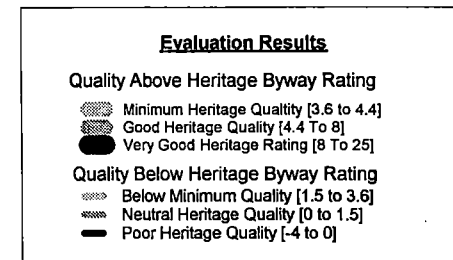 Evaluation Results
Quality Above Heritage Byway Rating
Minimum Heritage Qualtity [3.6 to 4.4]
Good Heritage Quality [4.4 To 8]
Very Good Heritage Rating [8 To 25]
Quality Below Heritage Byway Rating
Below Minimum Quality [1.5 to 3.6]
Neutral Heritage Quality [0 to 1.5]
Poor Heritage Quality [-4 to 0]